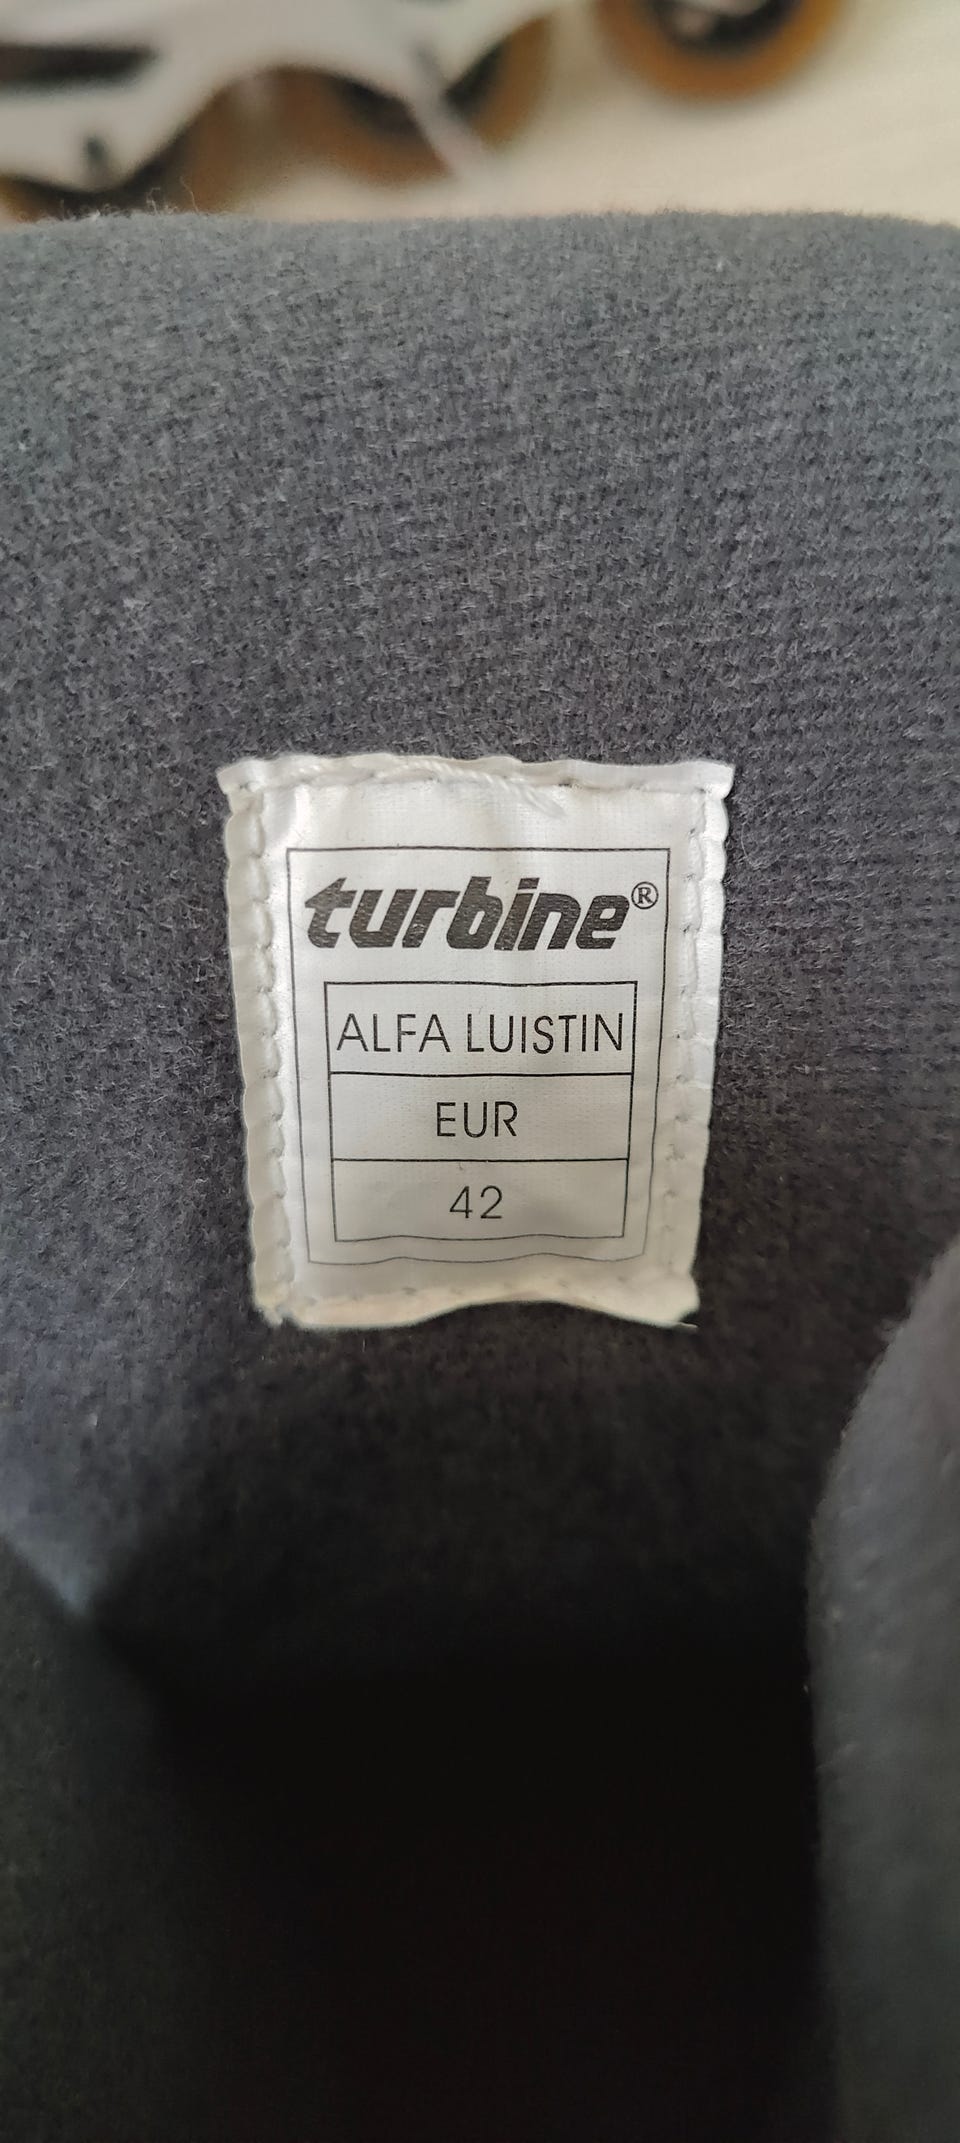 turbine®
ALFA LUISTIN
EUR
42